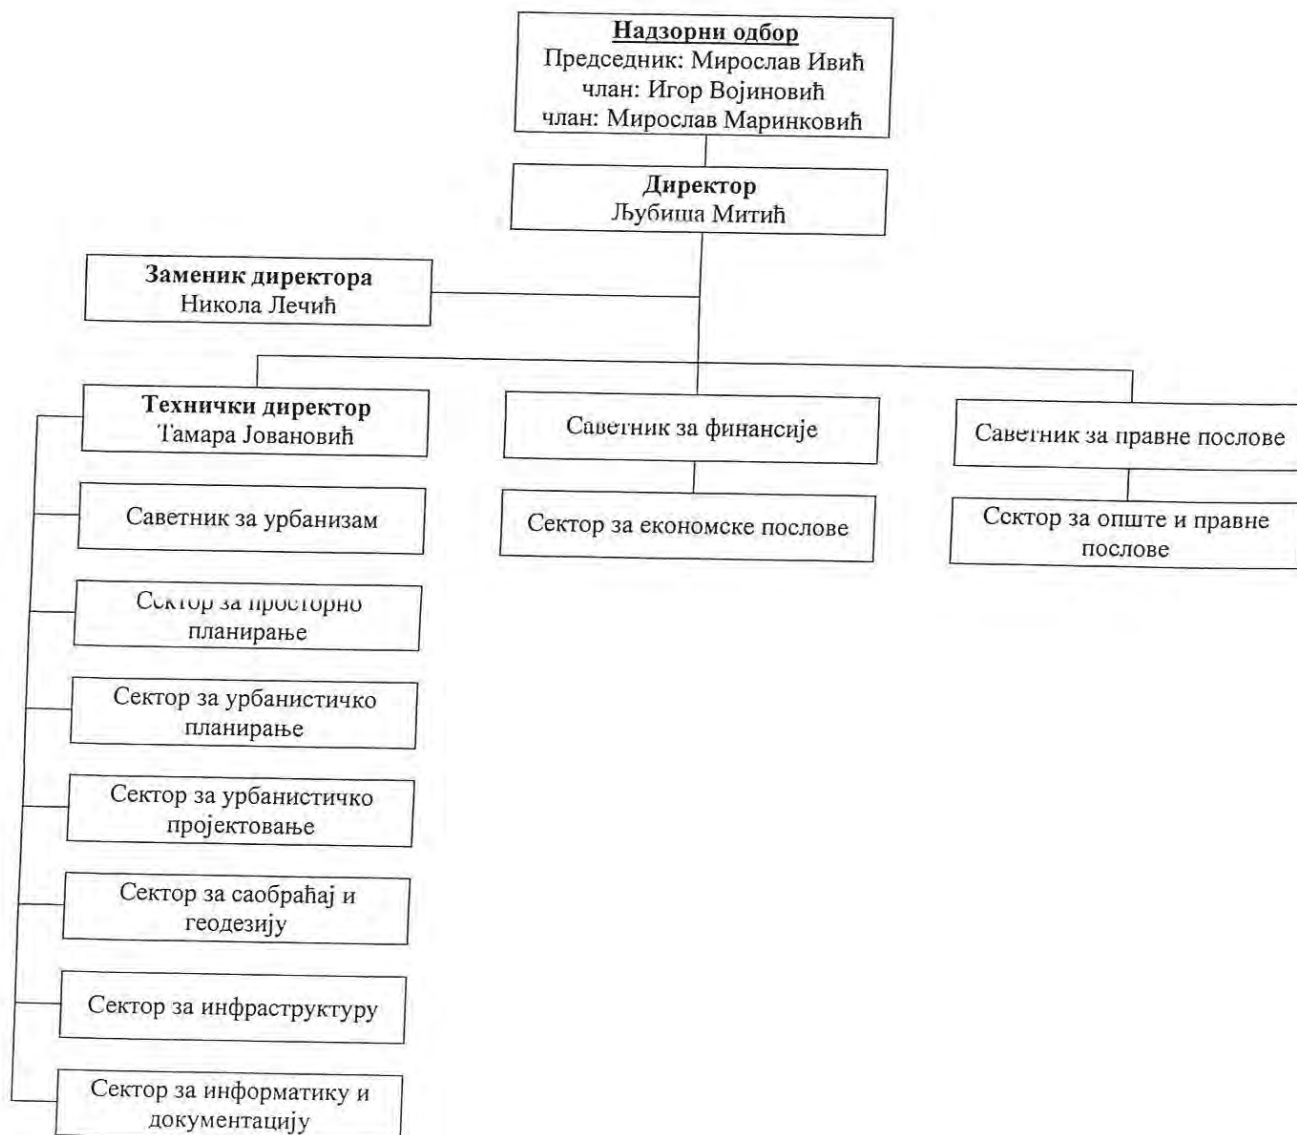 Надзорни одбор
Председник: Мирослав Ивић
члан: Игор Војиновић
члан: Мирослав Маринковић
Директор
Љубиша Митић
Заменик директора
Никола Лечић
Технички директор
Тамара Јовановић
Саветник за финансије
Саветник за правне послове
Саветник за урбанизам
Сектор за економске послове
Сектор за опште и правне
послове
Сектор за просторно
планирање
Сектор за урбанистичко
планирање
Сектор за урбанистичко
пројектовање
Сектор за саобраћај и
геодезију
Сектор за инфраструктуру
Сектор за информатику и
документацију